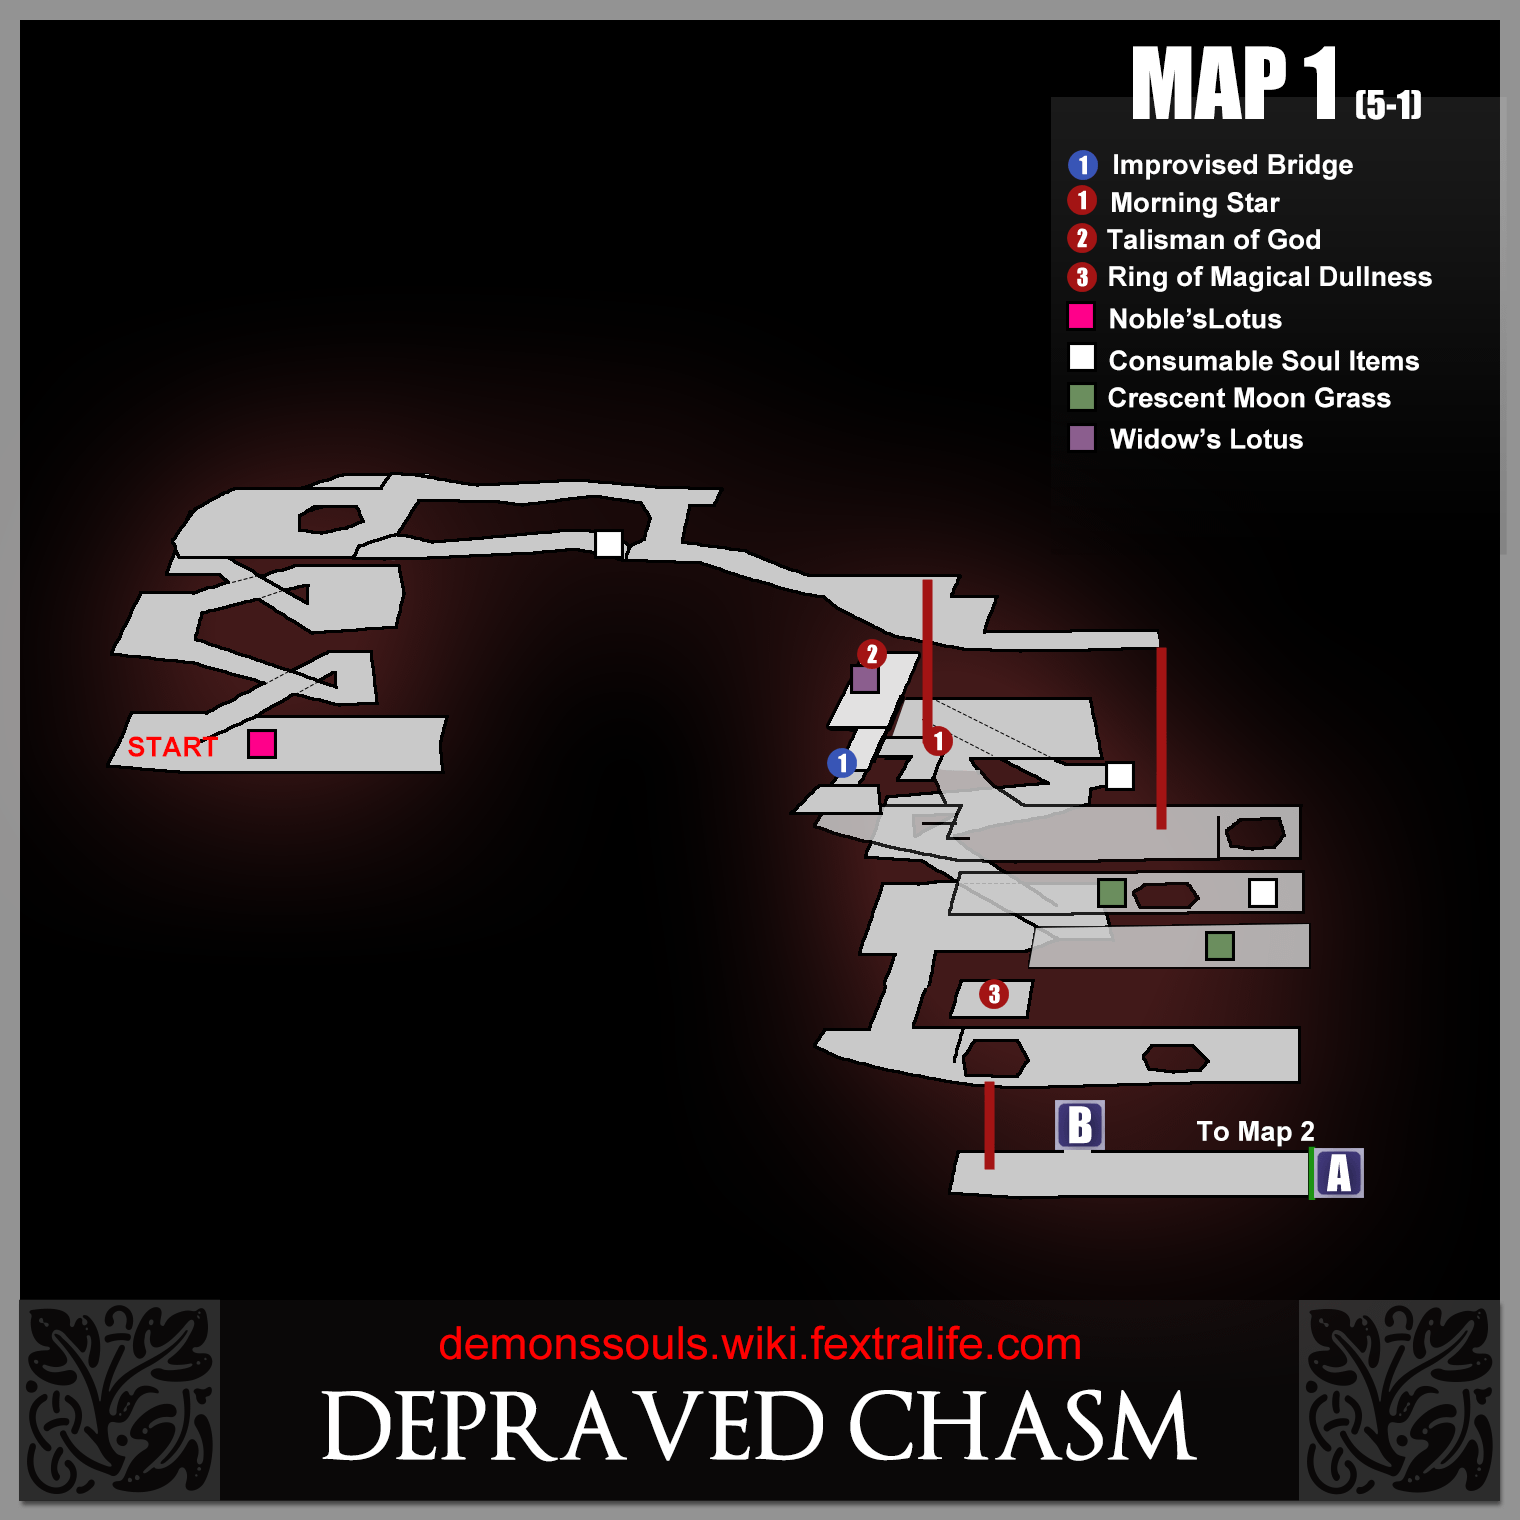 MAP 1 (5-1)
1 Improvised Bridge
1 Morning Star
2 Talisman of God
3 Ring of Magical Dullness
Noble'sLotus
Consumable Soul Items
Crescent Moon Grass
Widow's Lotus
2
START
1
1
3
B
To Map 2
A
demonssouls.wiki.fextralife.com
DEPRAVED CHASM